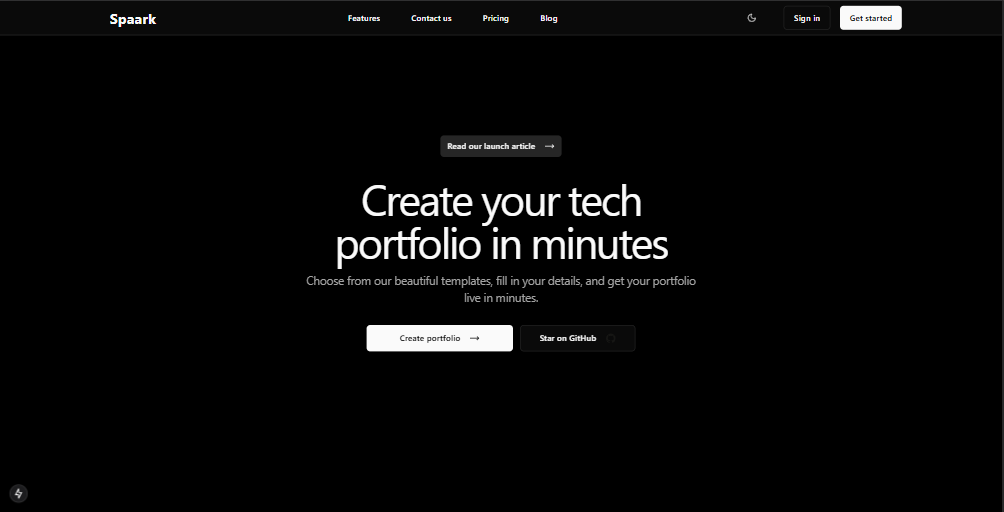 Spaark
Features
Contact us
Pricing
Blog
Sign in
Get started
Read our launch article
Create your tech
portfolio in minutes
Choose from our beautiful templates, fill in your details, and get your portfolio
live in minutes.
Create portfolio
Star on GitHub